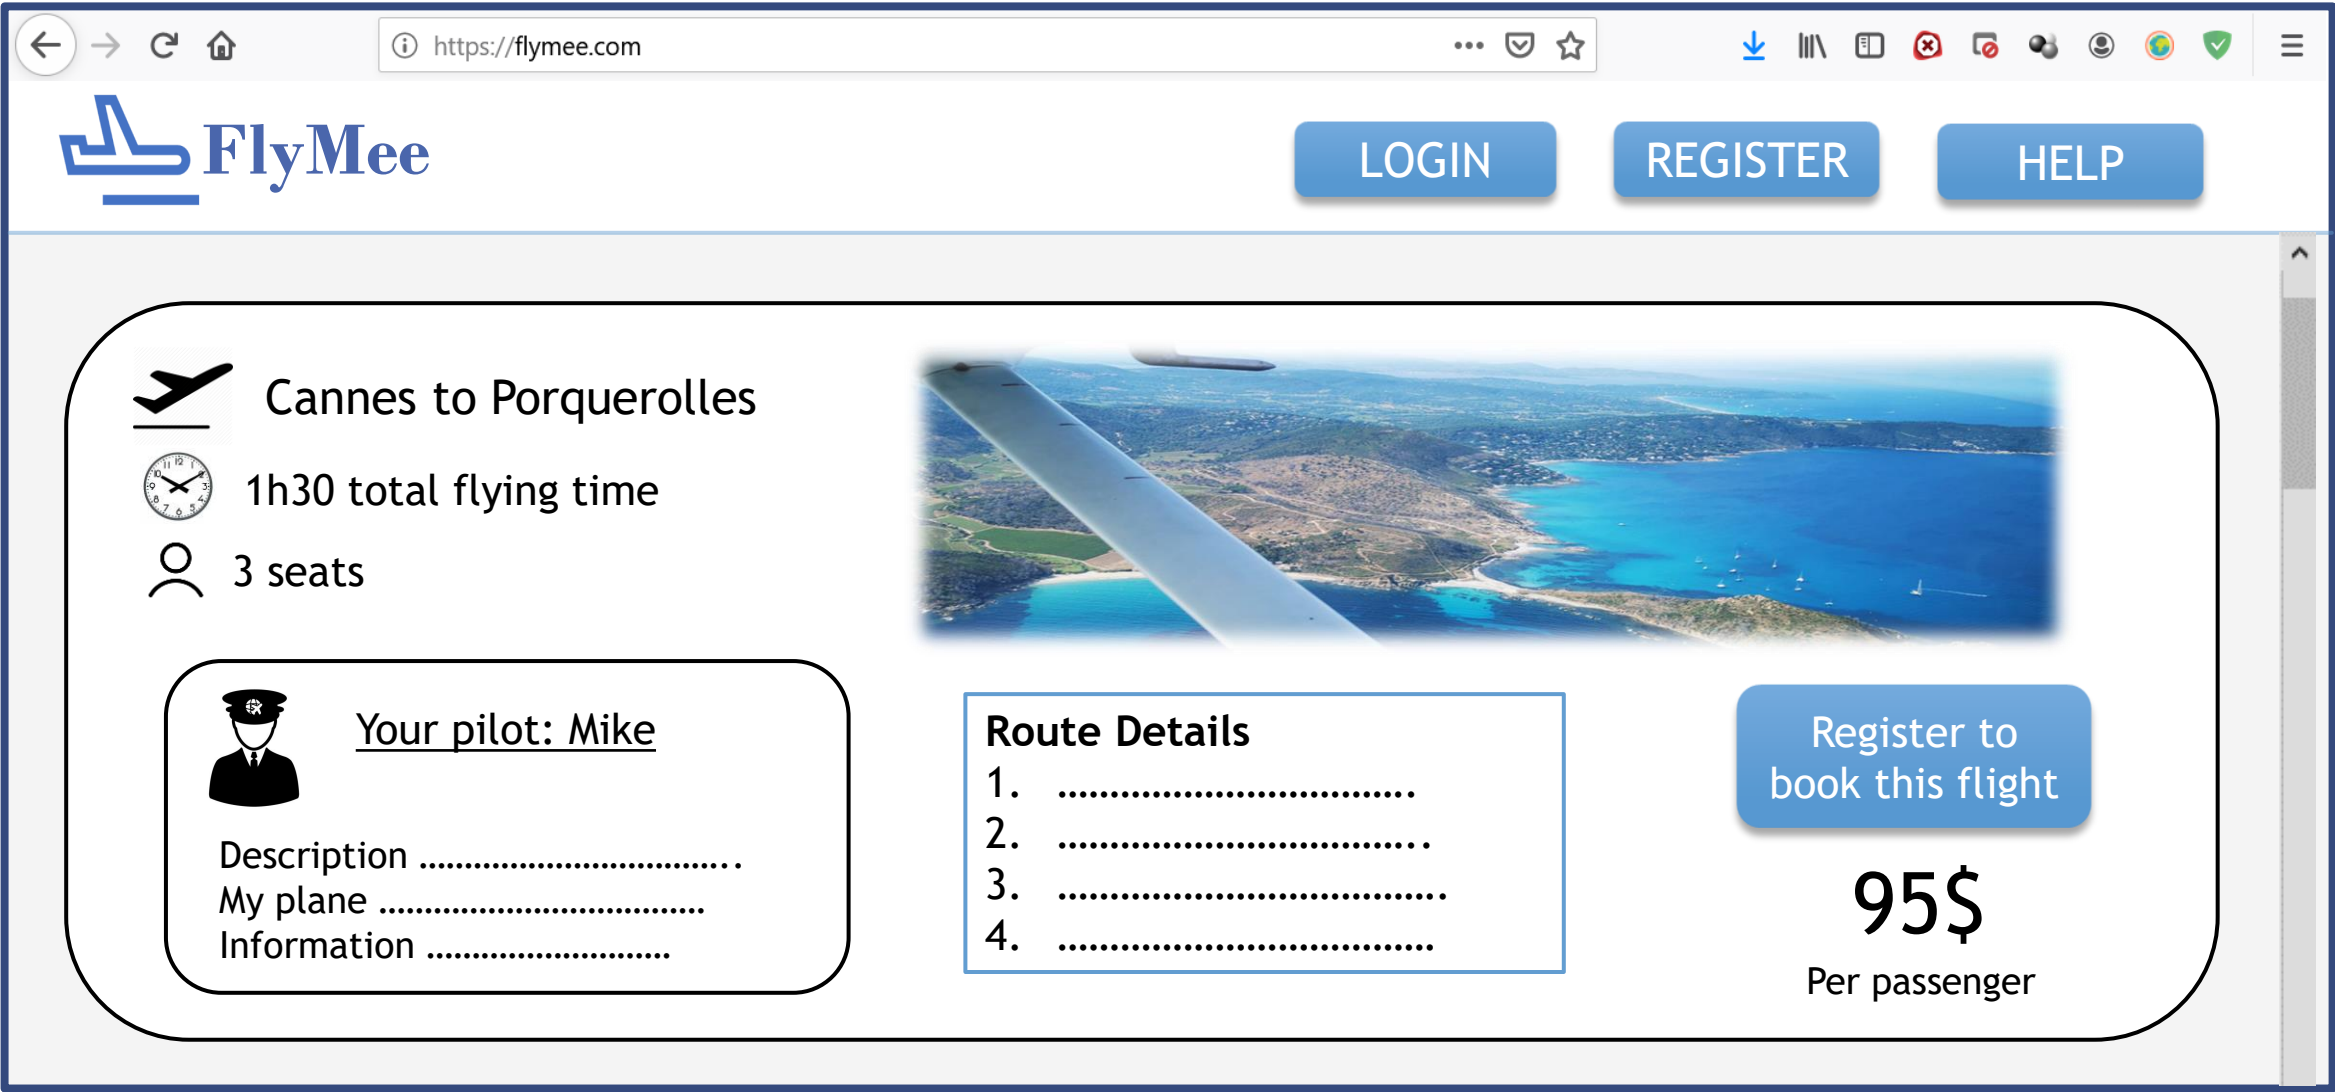 https://flymee.com
FlyMee
LOGIN
REGISTER
HELP
Cannes to Porquerolles
1h30 total flying time
3 seats
Your pilot: Mike
Description ....................................
My plane ....................................
Information ...........................
Route Details
1. ....................................
2. ....................................
3. ....................................
4. ....................................
Register to
book this flight
95$
Per passenger